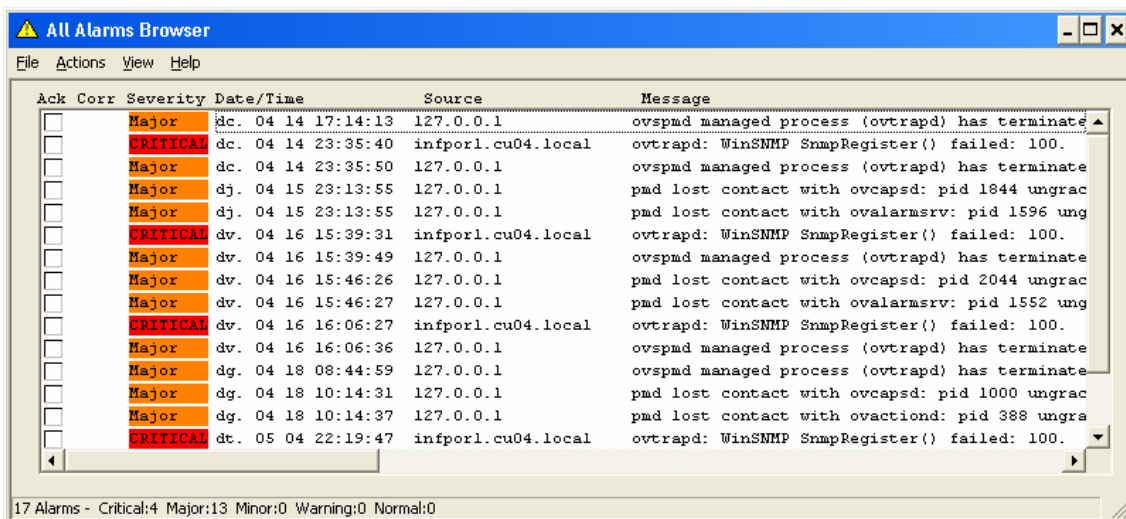 All Alarms Browser
File Actions View Help
Ack Corr Severity Date/Time Source Message
Major dc. 04 14 17:14:13 127.0.0.1 ovspmd managed process (ovtrapd) has terminate
CRITICAL dc. 04 14 23:35:40 infpor1.cu04.local ovtrapd: WinSNMP SnmpRegister() failed: 100.
Major dc. 04 14 23:35:50 127.0.0.1 ovspmd managed process (ovtrapd) has terminate
Major dj. 04 15 23:13:55 127.0.0.1 pmd lost contact with ovcapsd: pid 1844 ungrac
Major dj. 04 15 23:13:55 127.0.0.1 pmd lost contact with ovalarmsrv: pid 1596 ung
CRITICAL dv. 04 16 15:39:31 infpor1.cu04.local ovtrapd: WinSNMP SnmpRegister() failed: 100.
Major dv. 04 16 15:39:49 127.0.0.1 ovspmd managed process (ovtrapd) has terminate
Major dv. 04 16 15:46:26 127.0.0.1 pmd lost contact with ovcapsd: pid 2044 ungrac
Major dv. 04 16 15:46:27 127.0.0.1 pmd lost contact with ovalarmsrv: pid 1552 ung
CRITICAL dv. 04 16 16:06:27 infpor1.cu04.local ovtrapd: WinSNMP SnmpRegister() failed: 100.
Major dv. 04 16 16:06:36 127.0.0.1 ovspmd managed process (ovtrapd) has terminate
Major dg. 04 18 08:44:59 127.0.0.1 ovspmd managed process (ovtrapd) has terminate
Major dg. 04 18 10:14:31 127.0.0.1 pmd lost contact with ovcapsd: pid 1000 ungrac
Major dg. 04 18 10:14:37 127.0.0.1 pmd lost contact with ovactiond: pid 388 ungra
CRITICAL dt. 05 04 22:19:47 infpor1.cu04.local ovtrapd: WinSNMP SnmpRegister() failed: 100.
17 Alarms - Critical:4 Major:13 Minor:0 Warning:0 Normal:0